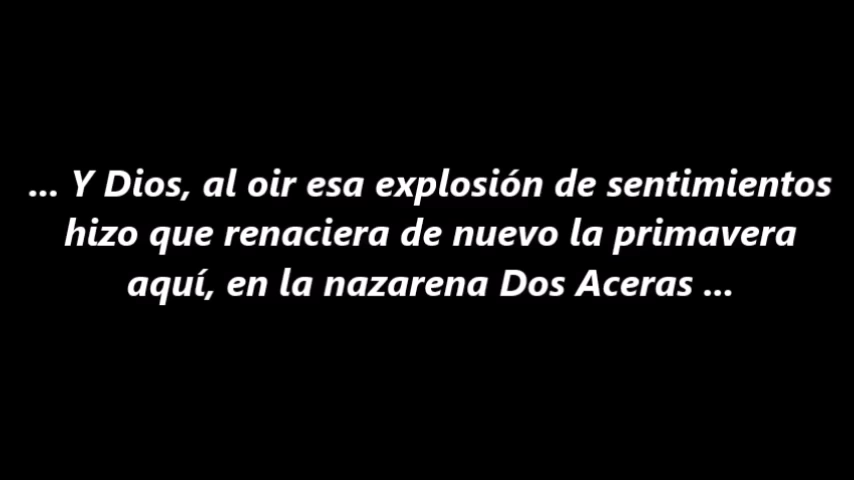 ... Y Dios, al oir esa explosión de sentimientos
hizo que renaciera de nuevo la primavera
aquí, en la nazarena Dos Aceras ...